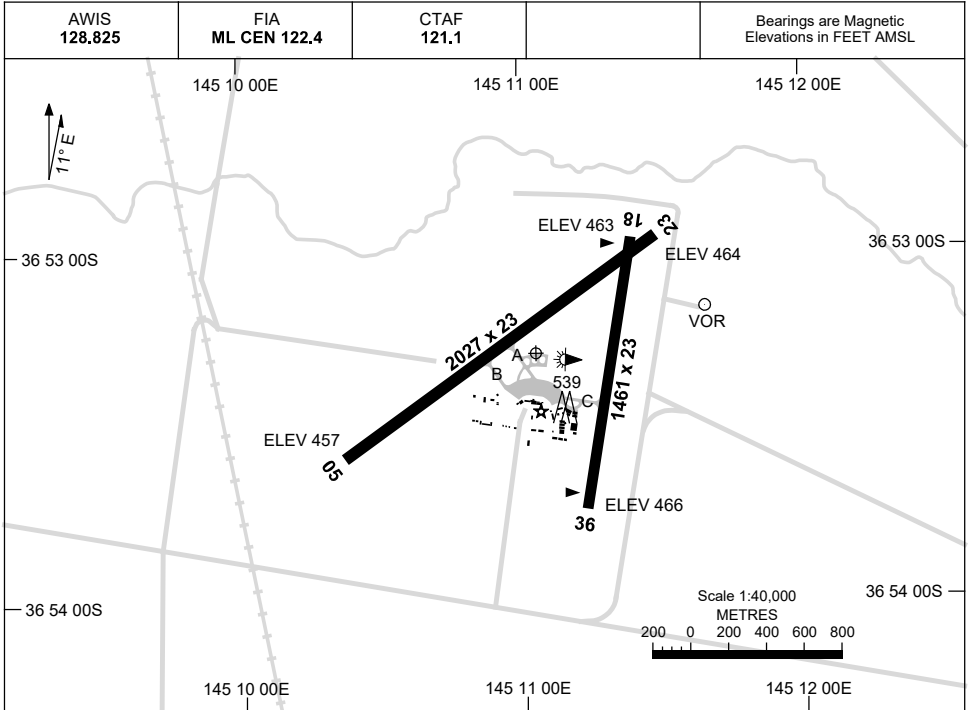 AWIS
128.825
FIA
ML CEN 122.4
CTAF
121.1
Bearings are Magnetic
Elevations in FEET AMSL
145 10 00E
145 11 00E
145 12 00E
11° E
ELEV 463
18
23
36 53 00S
ELEV 464
36 53 00S
VOR
2027 x 23
A
B
539
C
1461 x 23
ELEV 457
05
ELEV 466
36
36 54 00S
36 54 00S
Scale 1:40,000
METRES
200 0 200 400 600 800
145 10 00E
145 11 00E
145 12 00E